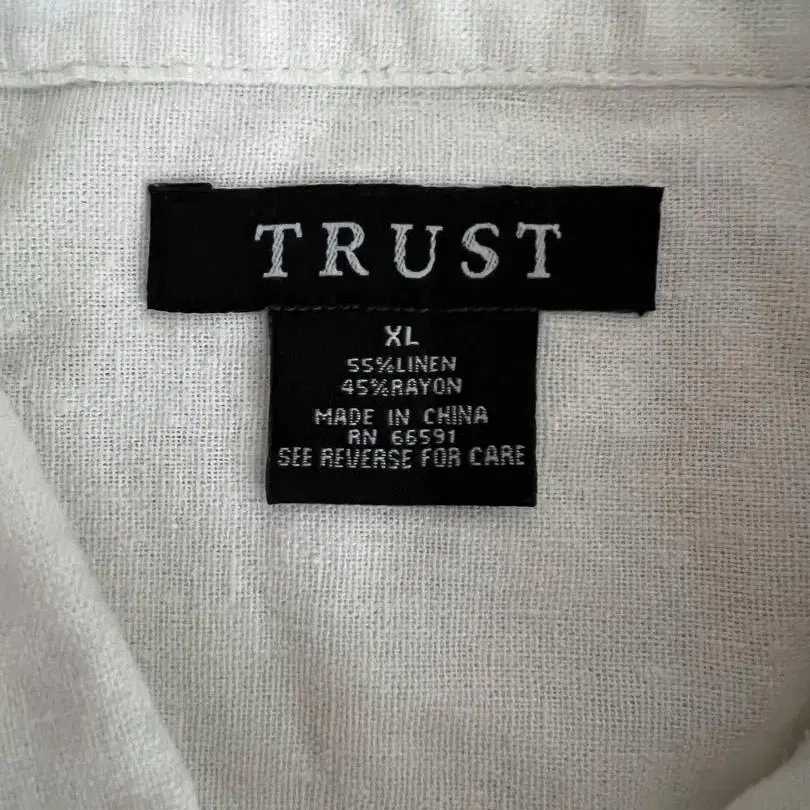 TRUST
XL
55%LINEN
45%RAYON
MADE IN CHINA
RN 66591
SEE REVERSE FOR CARE